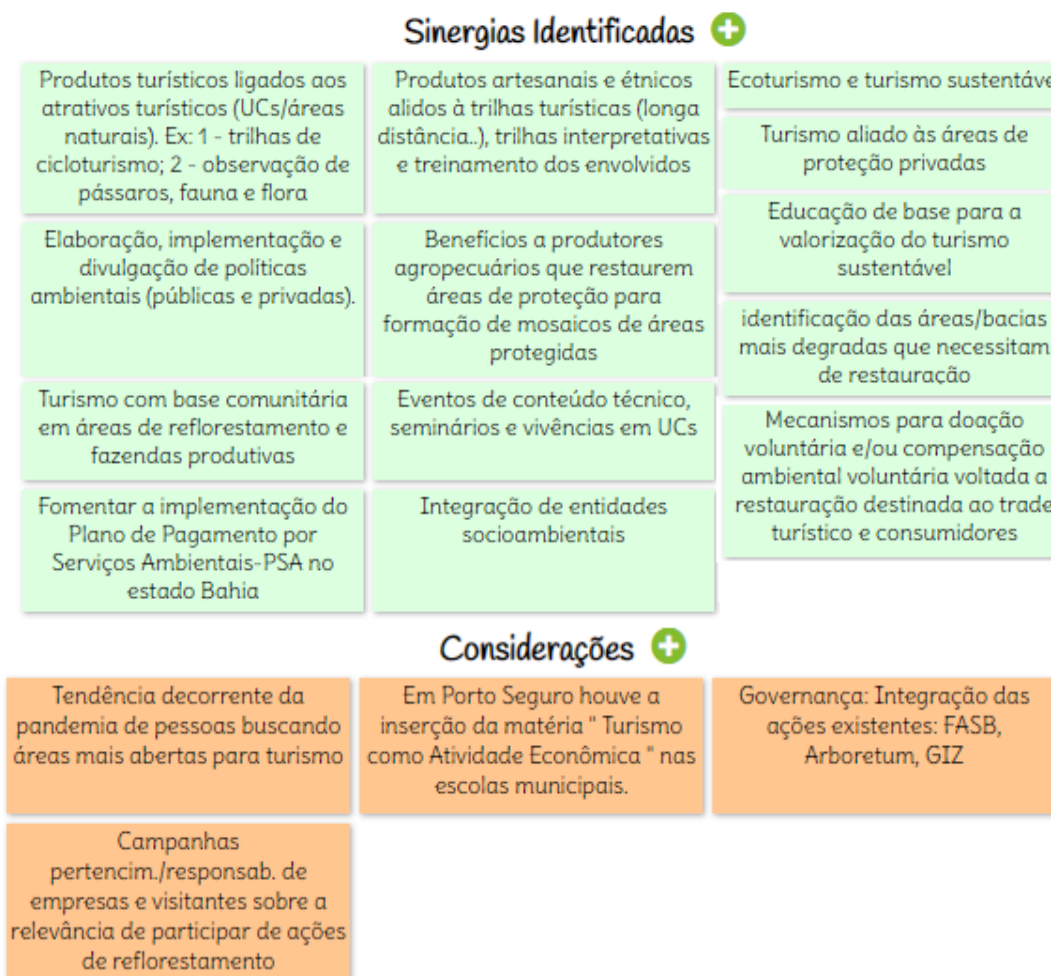 Sinergias Identificadas
Produtos turísticos ligados aos
atrativos turísticos (UCs/áreas
naturais). Ex: 1 - trilhas de
cicloturismo; 2 - observação de
pássaros, fauna e flora
Elaboração, implementação e
divulgação de políticas
ambientais (públicas e privadas).
Turismo com base comunitária
em áreas de reflorestamento e
fazendas produtivas
Fomentar a implementação do
Plano de Pagamento por
Serviços Ambientais-PSA no
estado Bahia
Produtos artesanais e étnicos
alidos à trilhas turísticas (longa
distância..), trilhas interpretativas
e treinamento dos envolvidos
Benefícios a produtores
agropecuários que restaurem
áreas de proteção para
formação de mosaicos de áreas
protegidas
Eventos de conteúdo técnico,
seminários e vivências em UCs
Integração de entidades
socioambientais
Ecoturismo e turismo sustentáve
Turismo aliado às áreas de
proteção privadas
Educação de base para a
valorização do turismo
sustentável
identificação das áreas/bacias
mais degradas que necessitam
de restauração
Mecanismos para doação
voluntária e/ou compensação
ambiental voluntária voltada a
restauração destinada ao trade
turístico e consumidores
Considerações
Tendência decorrente da
pandemia de pessoas buscando
áreas mais abertas para turismo
Em Porto Seguro houve a
inserção da matéria " Turismo
como Atividade Econômica " nas
escolas municipais.
Governança: Integração das
ações existentes: FASB,
Arboretum, GIZ
Campanhas
pertencim./responsab. de
empresas e visitantes sobre a
relevância de participar de ações
de reflorestamento